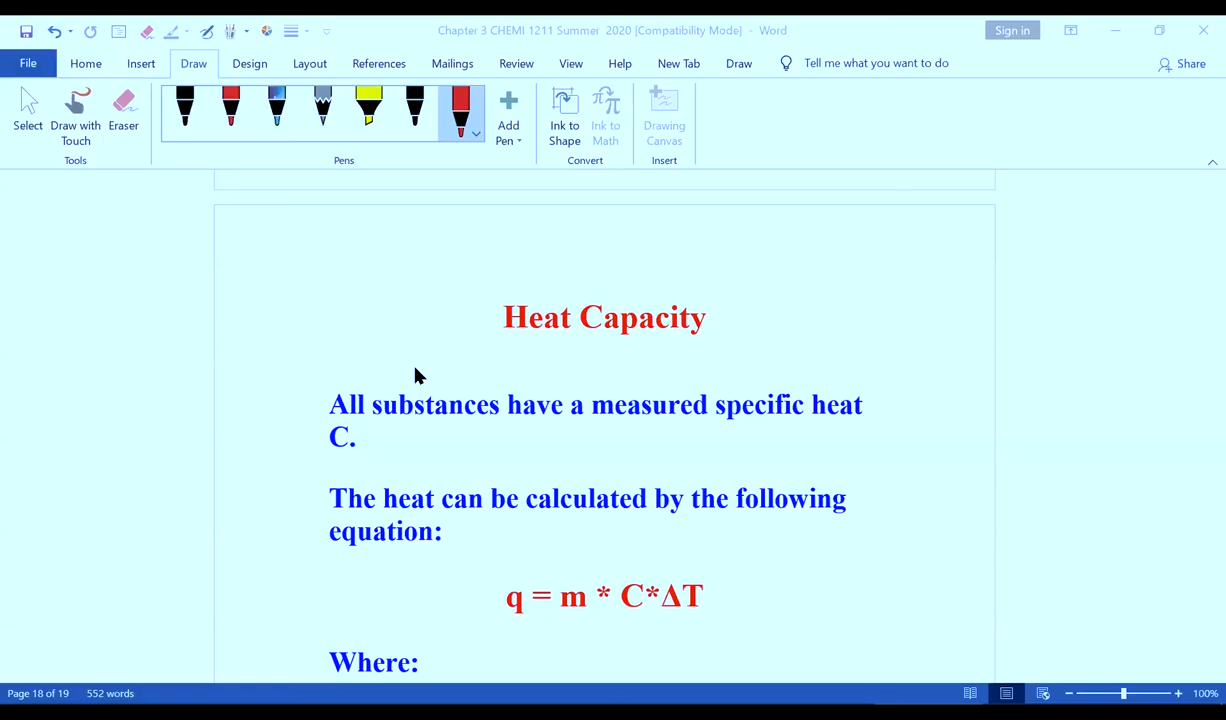 Chapter 3 CHEMI 1211 Summer 2020 [Compatibility Mode] - Word
Sign in
File Home Insert Draw Design Layout References Mailings Review View Help New Tab Draw Tell me what you want to do Share
Select Draw with Touch Eraser Add Pen Ink to Shape Ink to Math Drawing Canvas
Tools Pens Convert Insert
Heat Capacity
All substances have a measured specific heat
C.
The heat can be calculated by the following
equation:
q = m * C*ΔT
Where:
Page 18 of 19 552 words 100%